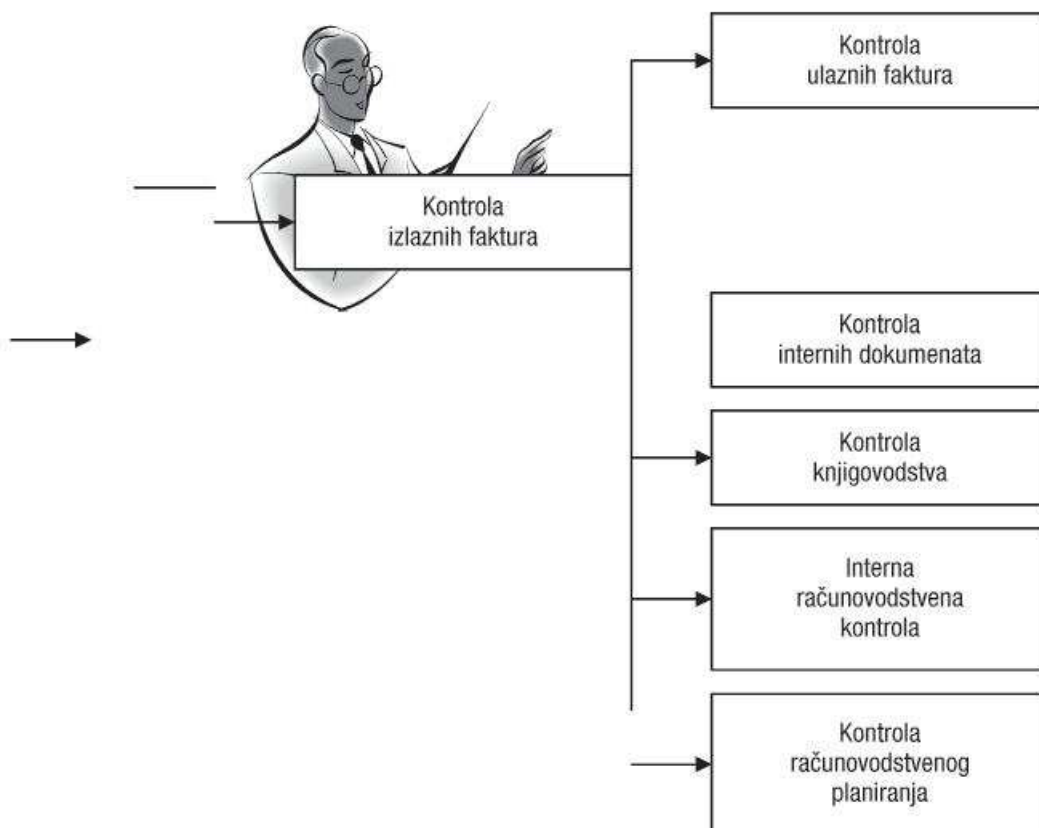 Kontrola
ulaznih faktura
Kontrola
izlaznih faktura
Kontrola
internih dokumenata
Kontrola
knjigovodstva
Interna
računovodstvena
kontrola
Kontrola
računovodstvenog
planiranja